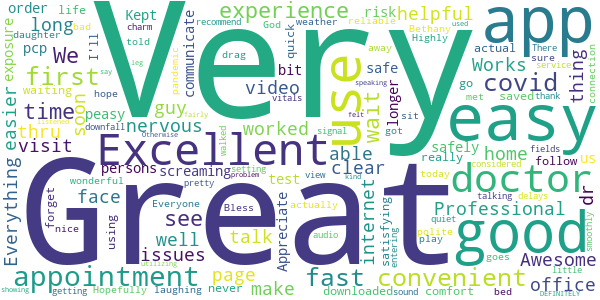 Very
Great
app
easy
good
use
Excellent
doctor
appointment
convenient
fast
covid
experience
helpful
first
time
visit
video
office
Professional
Awesome
Works
home
dr
thing
wait
Everything
easier
exposure
order
life
long
pcp
daughter
bad
We
Kept
charm
told
I'll
communicate
recommend
God
weather
quick
risk
reliable
Bethany
Highly
used
actual
There
sure
service
connection
waiting
soon
guy
bit
drag
safe
away
go
met
saved
thank
longer
pandemic
vitals
speaking
felt
sit
say
leg
fairly
peasy
nervous
worked
signal
got
downfall
thru
hope
otherwise
problem
walked
able
clear
safely
really
follow
us
fields
persons
screaming
setting
view
kind
today
considered
delays
wonderful
test
face
see
Everyone
pretty
actually
internet
satisfying
entering
quiet
talking
smoothly
forget
nice
using
issues
well
talk
Bless
Appreciate
audio
polite
play
goes
little
page
utilizing
showing
getting
Hopefully
laughing
never
make
downloaded
sound
comfort
bed
DEFINITELY